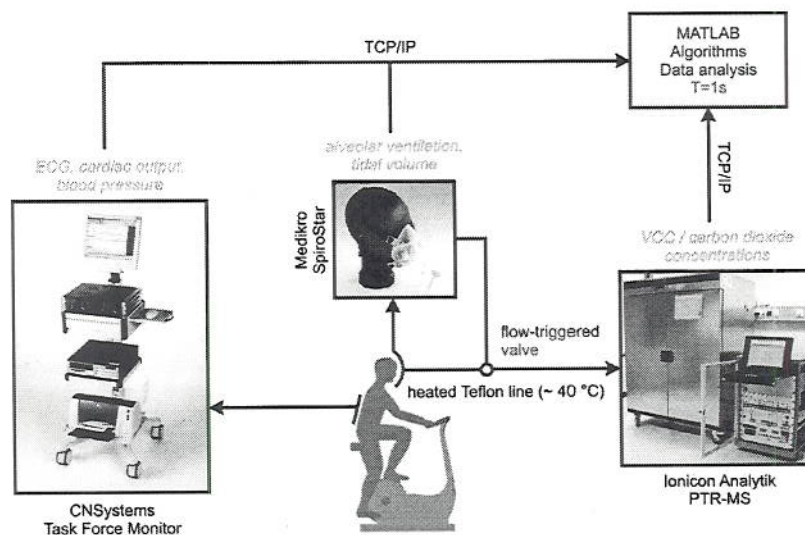 TCP/IP
MATLAB
Algorithms
Data analysis
T=1s
TCP/IP
ECG, cardiac output,
blood pressure
alveolar ventilation,
tidal volume
VOC / carbon dioxide
concentrations
Medikro
SpiroStar
flow-triggered
valve
heated Teflon line (~ 40 °C)
CNSystems
Task Force Monitor
Ionicon Analytik
PTR-MS